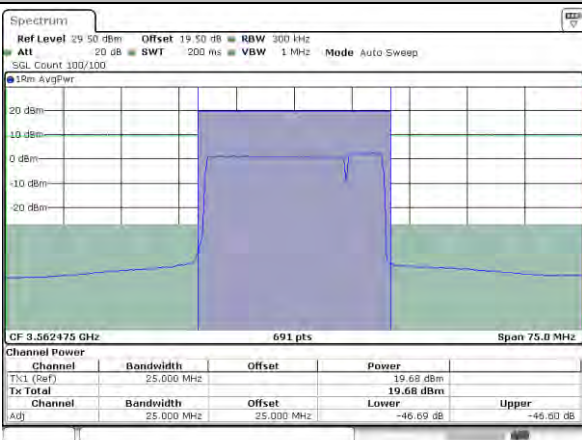 Spectrum
Ref Level 29.50 dBm Offset 19.50 dB RBW 300 kHz
Att 20 dB SWT 200 ms VBW 1 MHz Mode Auto Sweep
SGL Count 100/100
1Rm AvgPwr
20 dBm
10 dBm
0 dBm
-10 dBm
-20 dBm
CF 3.562475 GHz 691 pts Span 75.0 MHz
Channel Power
Channel Bandwidth Offset Power
TX1 (Ref) 25.000 MHz 19.68 dBm
Tx Total 19.68 dBm
Channel Bandwidth Offset Lower Upper
Adj 25.000 MHz 25.000 MHz -46.69 dB -46.60 dB